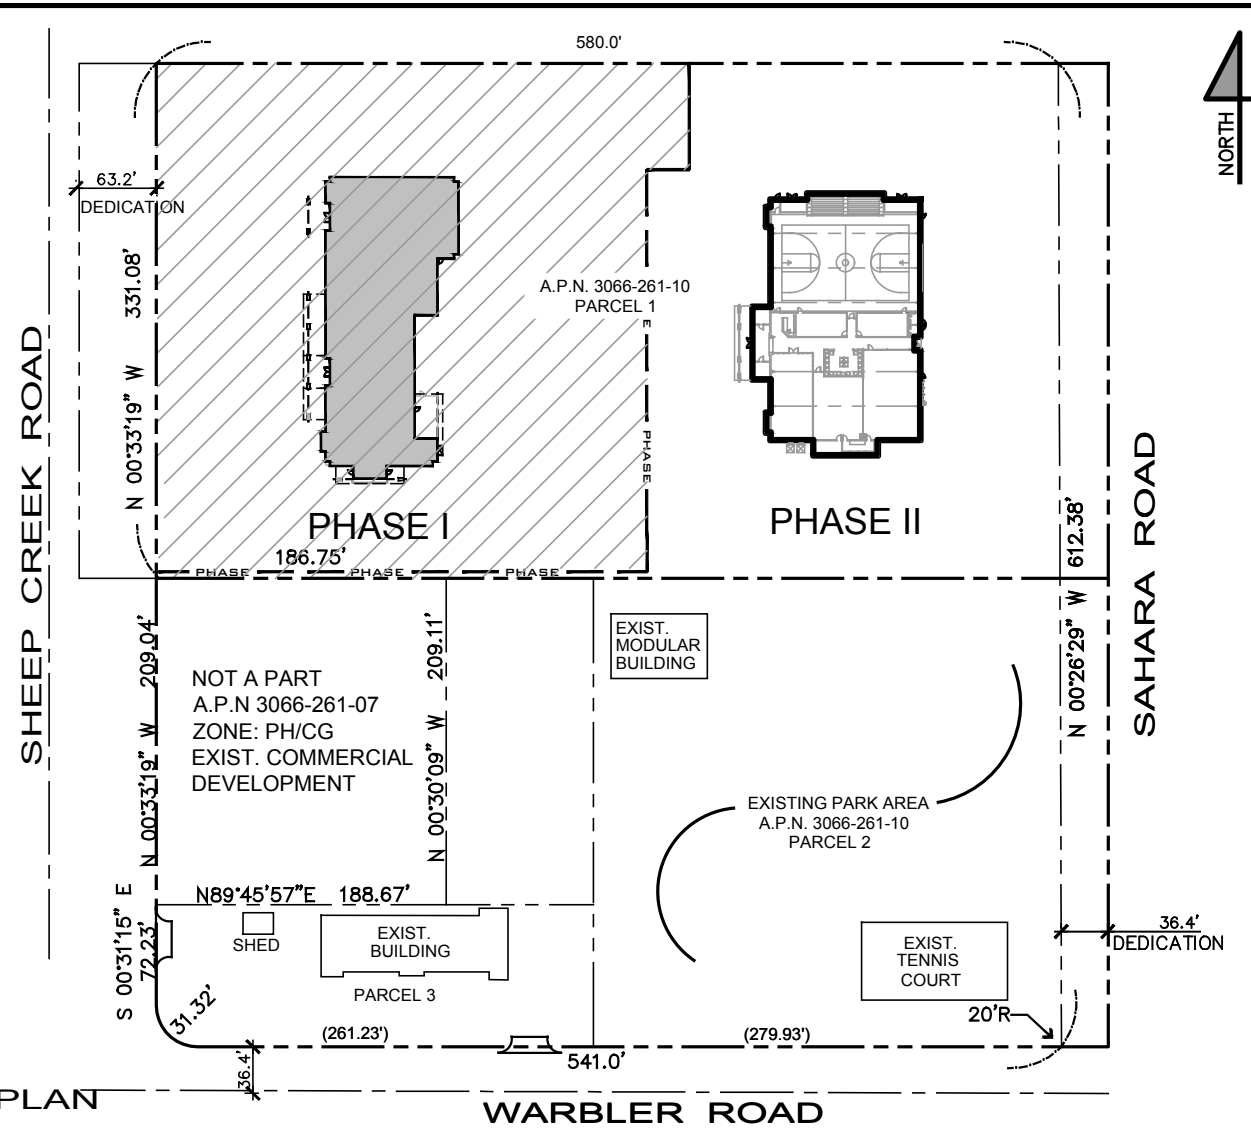 580.0'
NORTH
63.2'
DEDICATION
331.08'
N 00°33'19" W
A.P.N. 3066-261-10
PARCEL 1
E
PHASE
PHASE I
PHASE II
186.75'
PHASE
PHASE
PHASE
612.38'
N 00°26'29" W
SHEEP CREEK ROAD
SAHARA ROAD
209.04'
N 00°33'19" W
209.11'
N 00°30'09" W
EXIST.
MODULAR
BUILDING
NOT A PART
A.P.N 3066-261-07
ZONE: PH/CG
EXIST. COMMERCIAL
DEVELOPMENT
EXISTING PARK AREA
A.P.N. 3066-261-10
PARCEL 2
N89°45'57"E 188.67'
S 00°31'15" E
72.23'
SHED
EXIST.
BUILDING
PARCEL 3
EXIST.
TENNIS
COURT
36.4'
DEDICATION
31.32'
20'R
(261.23')
(279.93')
541.0'
36.4'
PLAN
WARBLER ROAD